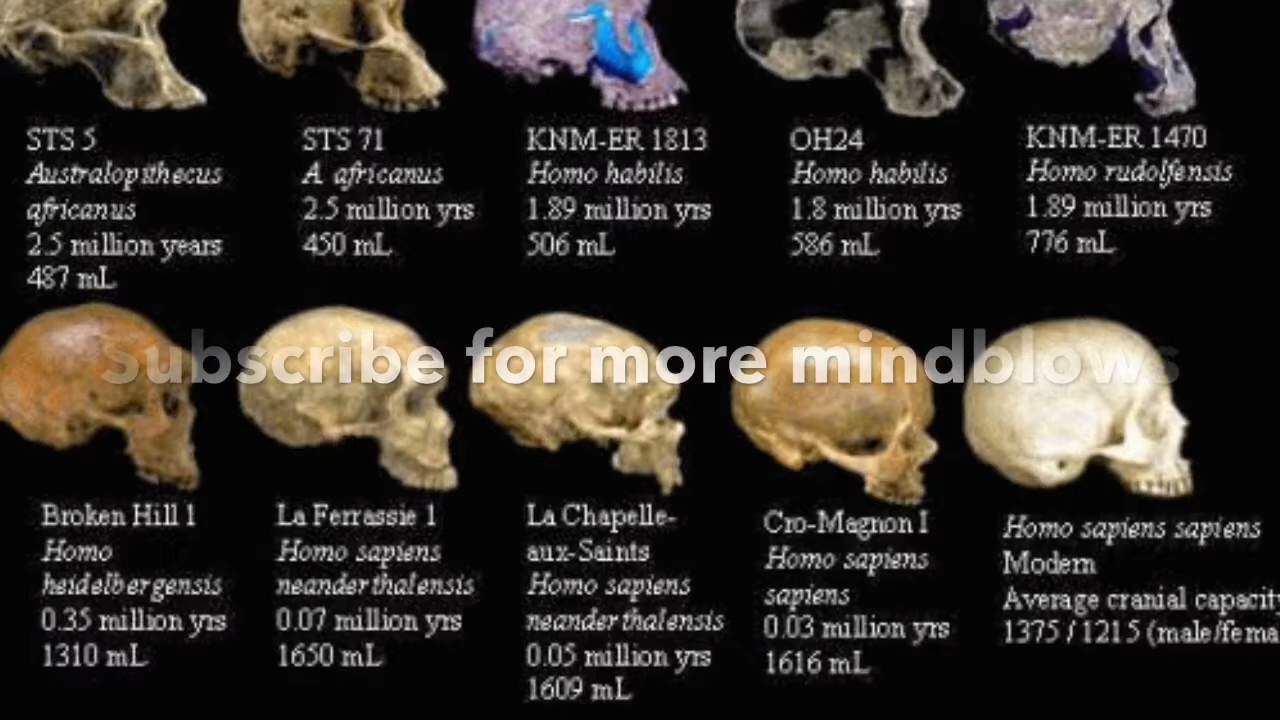 STS 5
Australopithecus
africanus
2.5 million years
487 mL
STS 71
A africanus
2.5 million yrs
450 mL
KNM-ER 1813
Homo habilis
1.89 million yrs
506 mL
OH24
Homo habilis
1.8 million yrs
586 mL
KNM-ER 1470
Homo rudolfensis
1.89 million yrs
776 mL
Subscribe for more mindblows
Broken Hill 1
Homo
heidelbergensis
0.35 million yrs
1310 mL
La Ferrassie 1
Homo sapiens
neanderthalensis
0.07 million yrs
1650 mL
La Chapelle-
aux-Saints
Homo sapiens
neanderthalensis
0.05 million yrs
1609 mL
Cro-Magnon I
Homo sapiens
sapiens
0.03 million yrs
1616 mL
Homo sapiens sapiens
Modern
Average cranial capacity
1375 / 1215 (male/fema